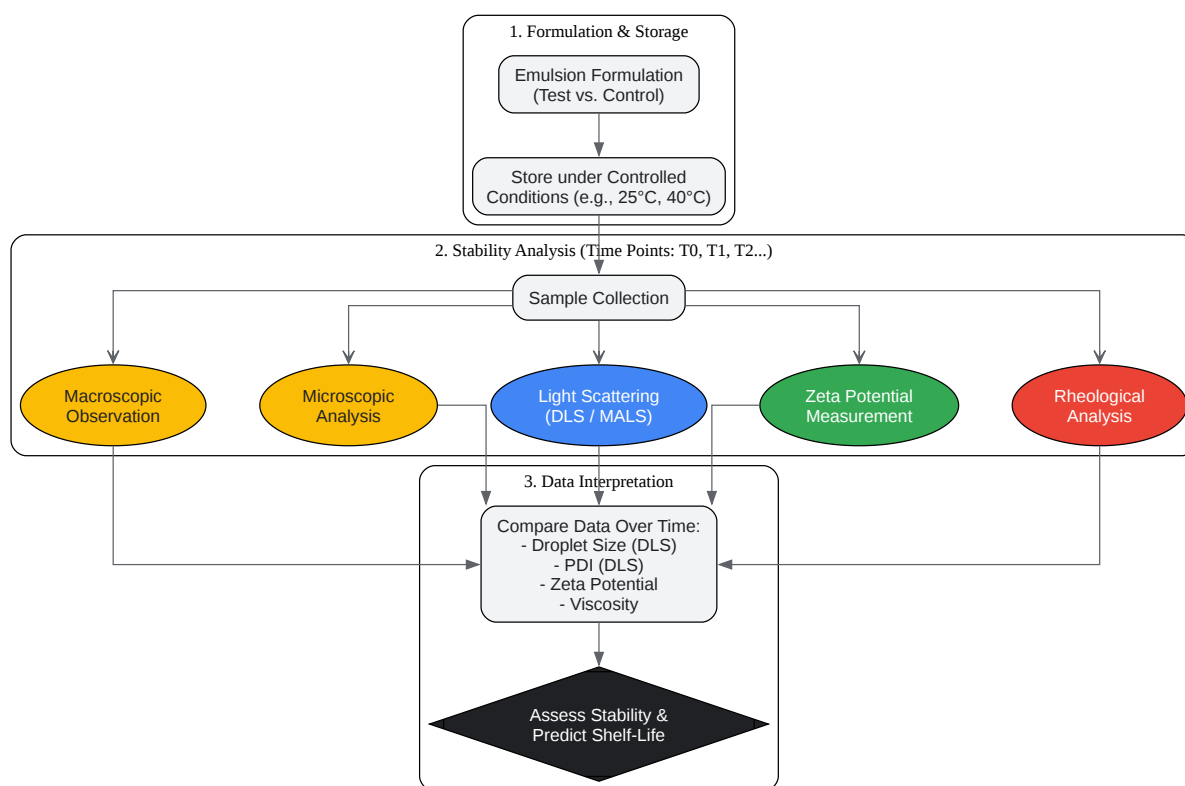 1. Formulation & Storage
Emulsion Formulation
(Test vs. Control)
Store under Controlled
Conditions (e.g., 25°C, 40°C)
2. Stability Analysis (Time Points: T0, T1, T2...)
Sample Collection
Macroscopic
Observation
Microscopic
Analysis
Light Scattering
(DLS / MALS)
Zeta Potential
Measurement
Rheological
Analysis
3. Data Interpretation
Compare Data Over Time:
- Droplet Size (DLS)
- PDI (DLS)
- Zeta Potential
- Viscosity
Assess Stability &
Predict Shelf-Life